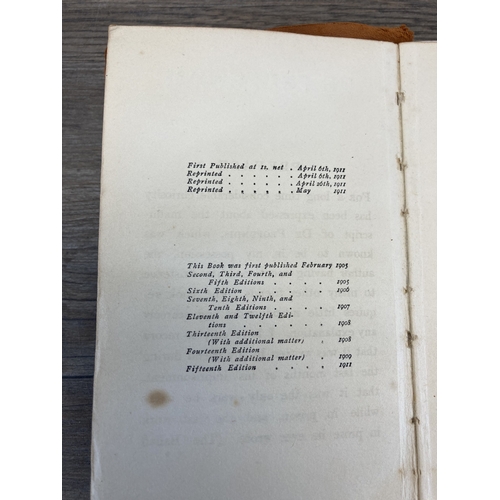 First Published at 1s. net . April 6th, 1911
Reprinted . . . . . . April 6th, 1911
Reprinted . . . . . . April 26th, 1911
Reprinted . . . . . . May 1911
This Book was first published February 1905
Second, Third, Fourth, and
Fifth Editions . . . . 1905
Sixth Edition . . . . . 1906
Seventh, Eighth, Ninth, and
Tenth Editions . . . . 1907
Eleventh and Twelfth Edi-
tions . . . . . . 1908
Thirteenth Edition
(With additional matter) . 1908
Fourteenth Edition
(With additional matter) . 1909
Fifteenth Edition . . . . 1911